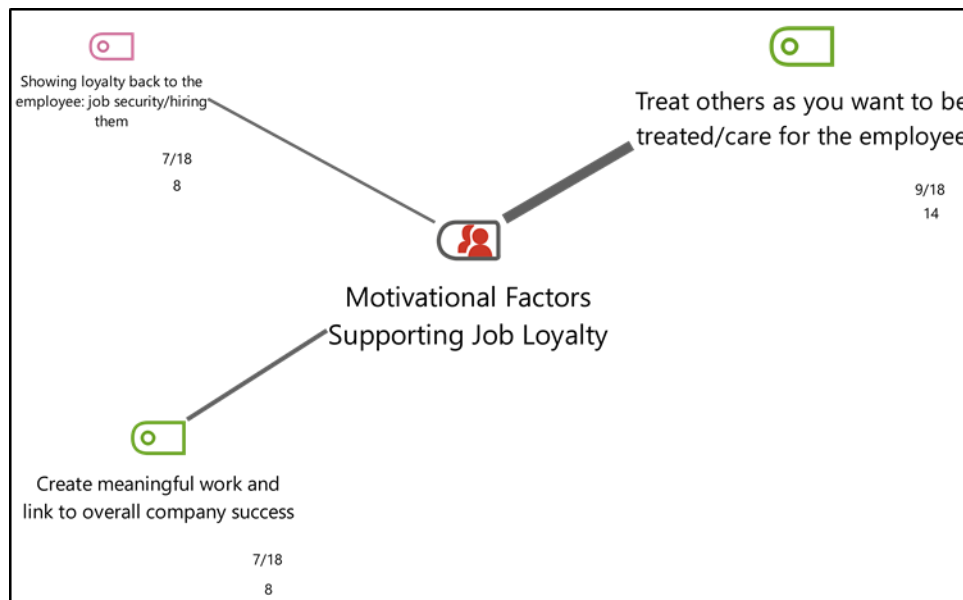 Showing loyalty back to the
employee: job security/hiring
them
7/18
8
Treat others as you want to be
treated/care for the employee
9/18
14
Motivational Factors
Supporting Job Loyalty
Create meaningful work and
link to overall company success
7/18
8